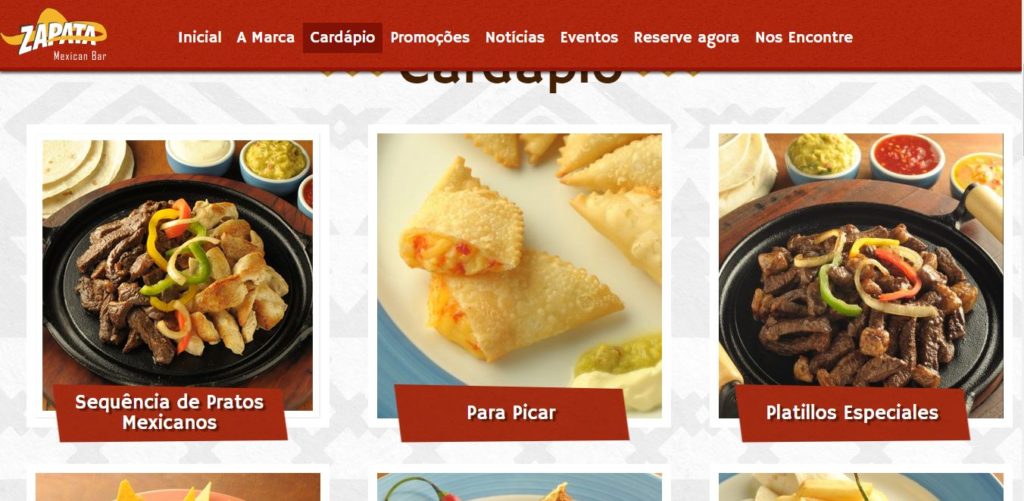 ZAPATA
Mexican Bar
Inicial A Marca Cardápio Promoções Notícias Eventos Reserve agora Nos Encontre
Cardápio
Sequência de Pratos
Mexicanos
Para Picar
Platillos Especiales